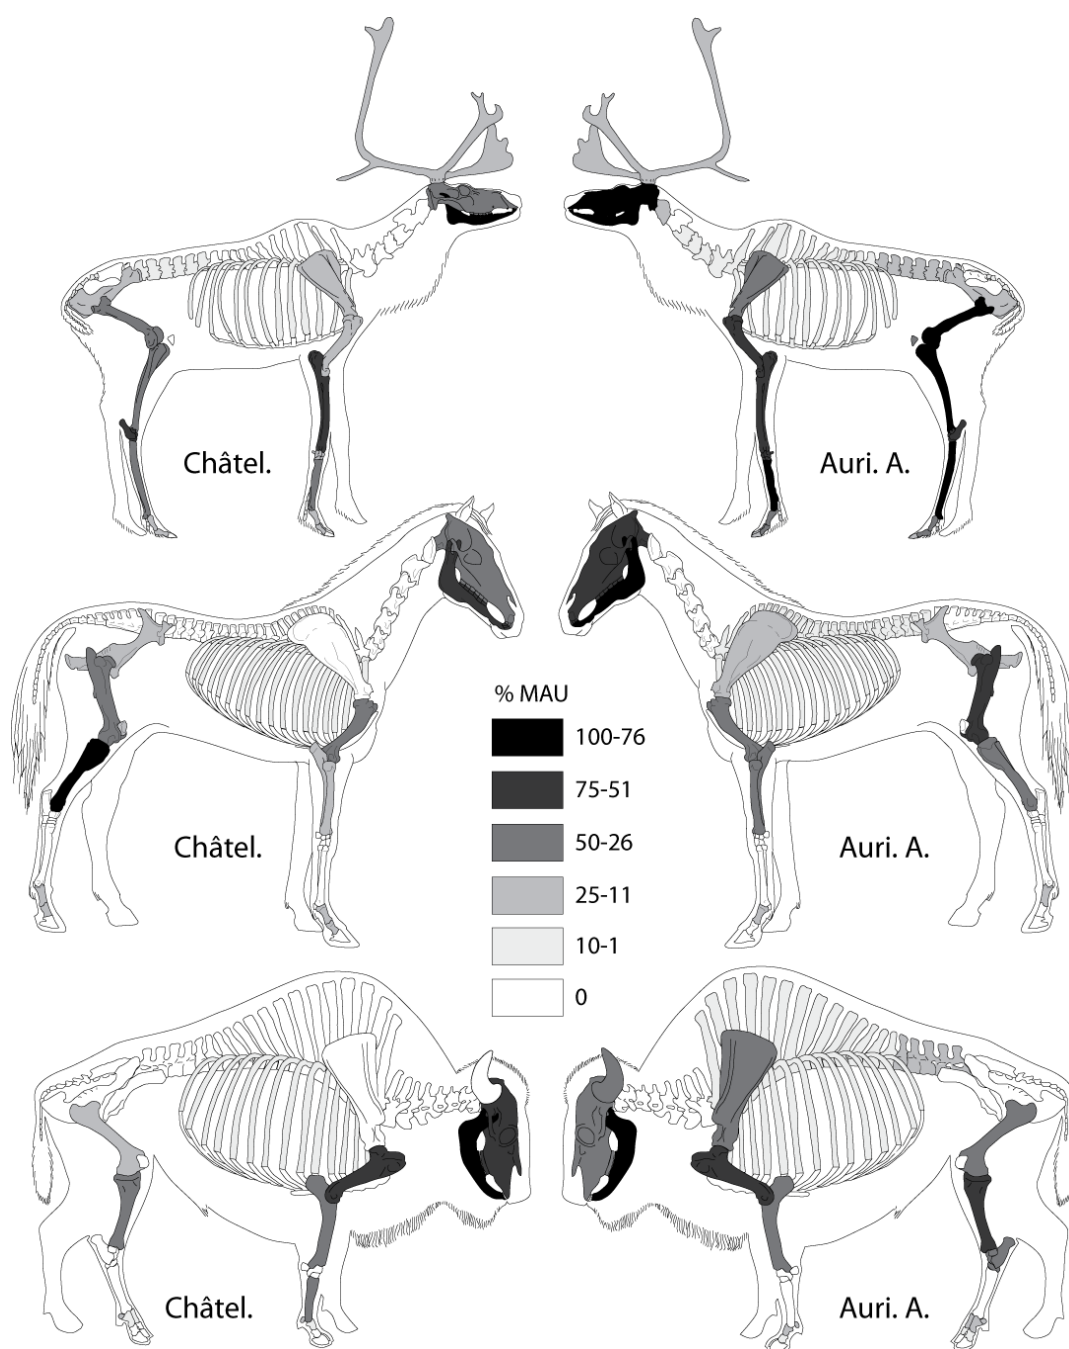 Châtel.
Auri. A.
% MAU
100-76
75-51
50-26
25-11
10-1
0
Châtel.
Auri. A.
Châtel.
Auri. A.